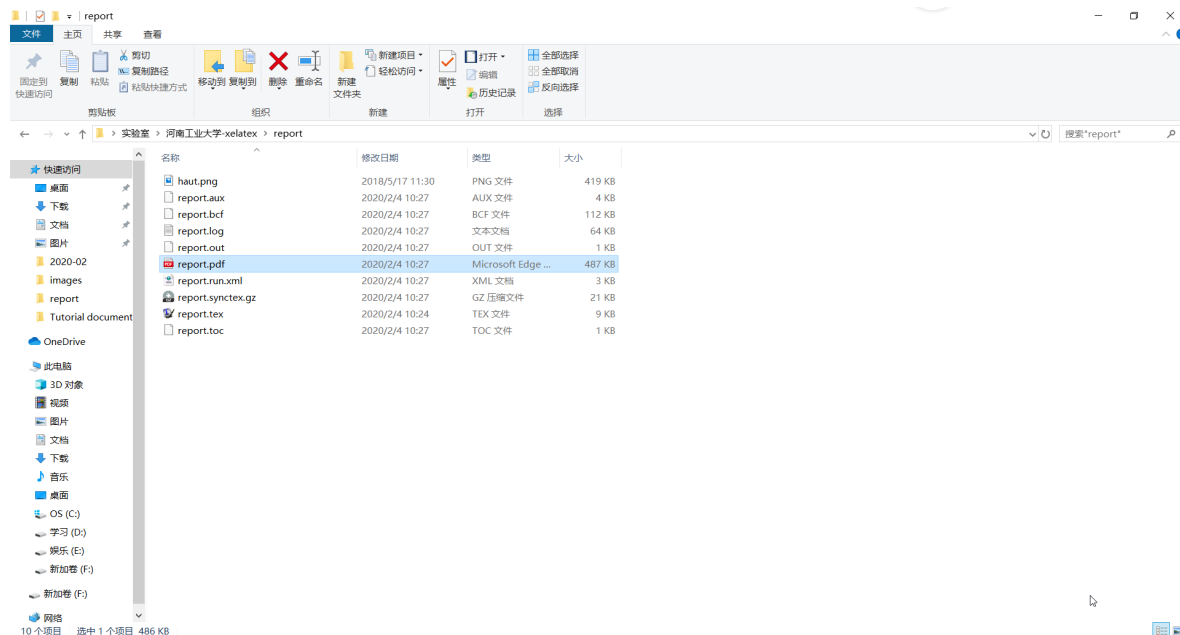 report
文件 主页 共享 查看
固定到
快速访问
复制
粘贴
剪切
复制路径
粘贴快捷方式
剪贴板
移动到
复制到
删除
重命名
组织
新建
文件夹
新建项目
轻松访问
新建
属性
打开
编辑
历史记录
打开
全部选择
全部取消
反向选择
选择
实验室 › 河南工业大学-xelatex › report
搜索"report"
快速访问
桌面
下载
文档
图片
2020-02
images
report
Tutorial document
OneDrive
此电脑
3D 对象
视频
图片
文档
下载
音乐
桌面
OS (C:)
学习 (D:)
娱乐 (E:)
新加卷 (F:)
新加卷 (F:)
网络
名称 修改日期 类型 大小
haut.png 2018/5/17 11:30 PNG 文件 419 KB
report.aux 2020/2/4 10:27 AUX 文件 4 KB
report.bcf 2020/2/4 10:27 BCF 文件 112 KB
report.log 2020/2/4 10:27 文本文档 64 KB
report.out 2020/2/4 10:27 OUT 文件 1 KB
report.pdf 2020/2/4 10:27 Microsoft Edge ... 487 KB
report.run.xml 2020/2/4 10:27 XML 文档 3 KB
report.synctex.gz 2020/2/4 10:27 GZ 压缩文件 21 KB
report.tex 2020/2/4 10:24 TEX 文件 9 KB
report.toc 2020/2/4 10:27 TOC 文件 1 KB
10 个项目 选中 1 个项目 486 KB